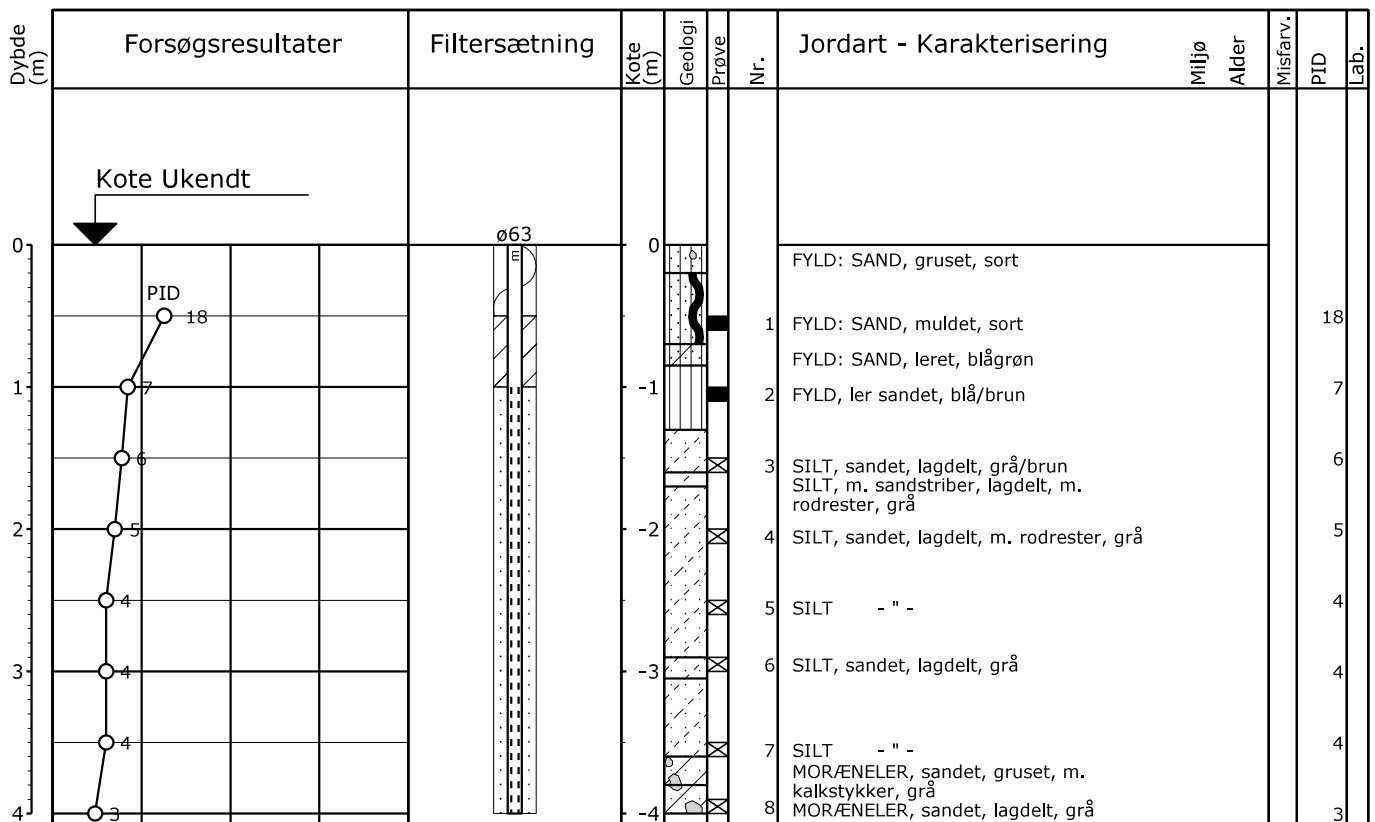 Dybde (m) Forsøgsresultater Filtersætning Kote (m) Geologi Prøve Nr. Jordart - Karakterisering Miljø Alder Misfarv. PID Lab.
Kote Ukendt
ø63
0 m 0
FYLD: SAND, gruset, sort
PID
18 1 FYLD: SAND, muldet, sort 18
FYLD: SAND, leret, blågrøn
1 7 -1 2 FYLD, ler sandet, blå/brun 7
6 3 SILT, sandet, lagdelt, grå/brun 6
SILT, m. sandstriber, lagdelt, m.
rodrester, grå
2 5 -2 4 SILT, sandet, lagdelt, m. rodrester, grå 5
4 5 SILT - " - 4
3 4 -3 6 SILT, sandet, lagdelt, grå 4
4 7 SILT - " - 4
MORÆNELER, sandet, gruset, m.
kalkstykker, grå
4 3 -4 8 MORÆNELER, sandet, lagdelt, grå 3